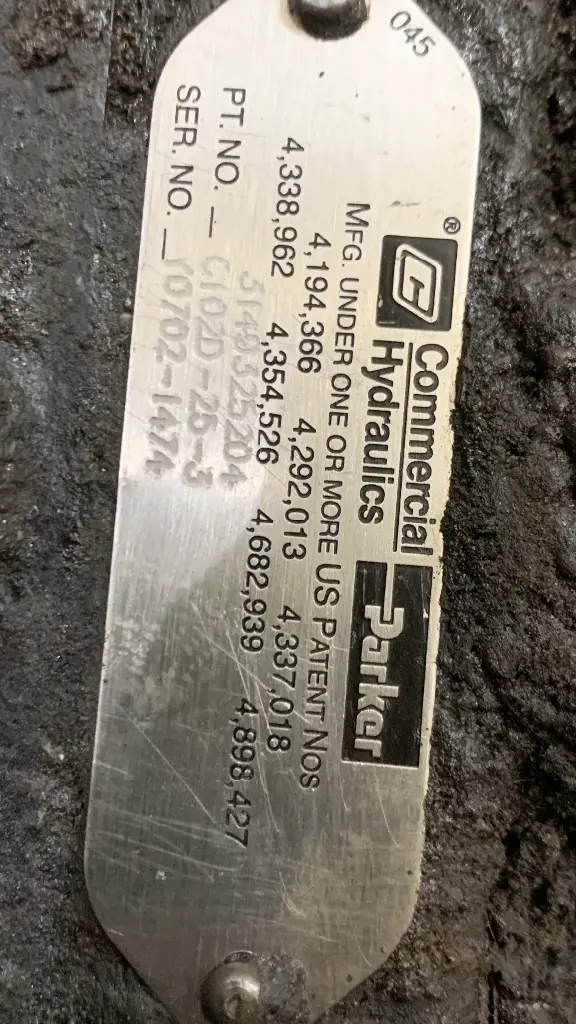 045
®
Commercial
Hydraulics
Parker
MFG. UNDER ONE OR MORE US PATENT NOS
4,194,366 4,292,013 4,337,018
4,338,962 4,354,526 4,682,939 4,898,427
PT. NO. — C102D-25-3
SER. NO. — 10702-1474